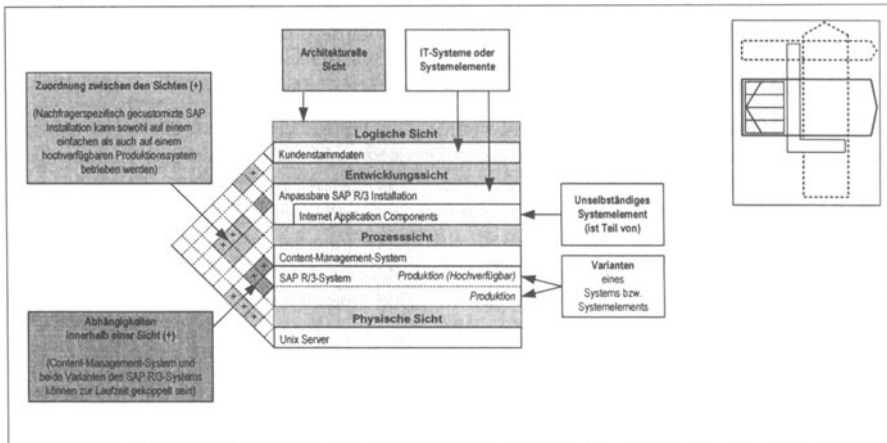 Architekturelle
Sicht
IT-Systeme oder
Systemelemente
Zuordnung zwischen den Sichten (+)
(Nachfragerspezifisch gecustomizte SAP
Installation kann sowohl auf einem
einfachen als auch auf einem
hochverfügbaren Produktionssystem
betrieben werden)
Logische Sicht
Kundenstammdaten
Entwicklungssicht
Anpassbare SAP R/3 Installation
Internet Application Components
Unselbständiges
Systemelement
(ist Teil von)
Prozesssicht
Content-Management-System
SAP R/3-System
Produktion (Hochverfügbar)
Produktion
Varianten
eines
Systems bzw.
Systemelements
Physische Sicht
Unix Server
Abhängigkeiten
innerhalb einer Sicht (+)
(Content-Management-System und
beide Varianten des SAP R/3-Systems
können zur Laufzeit gekoppelt sein)